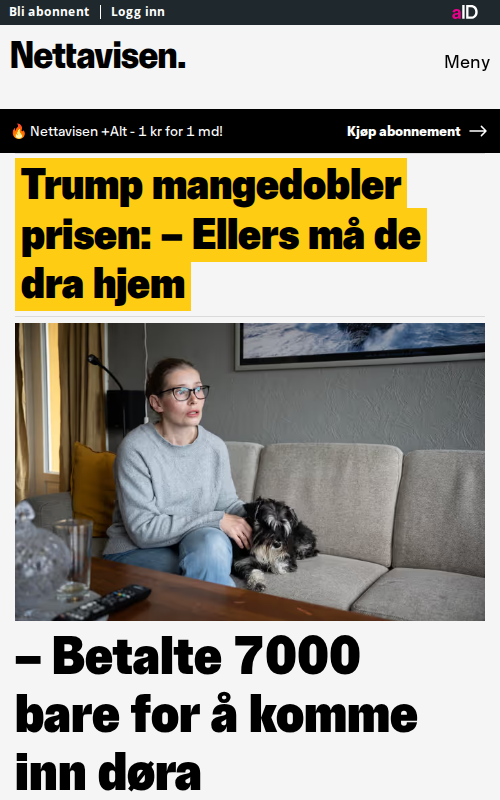 Bli abonnent | Logg inn
aID
Nettavisen.
Meny
🔥 Nettavisen +Alt - 1 kr for 1 md!
Kjøp abonnement →
Trump mangedobler
prisen: – Ellers må de
dra hjem
– Betalte 7000
bare for å komme
inn døra